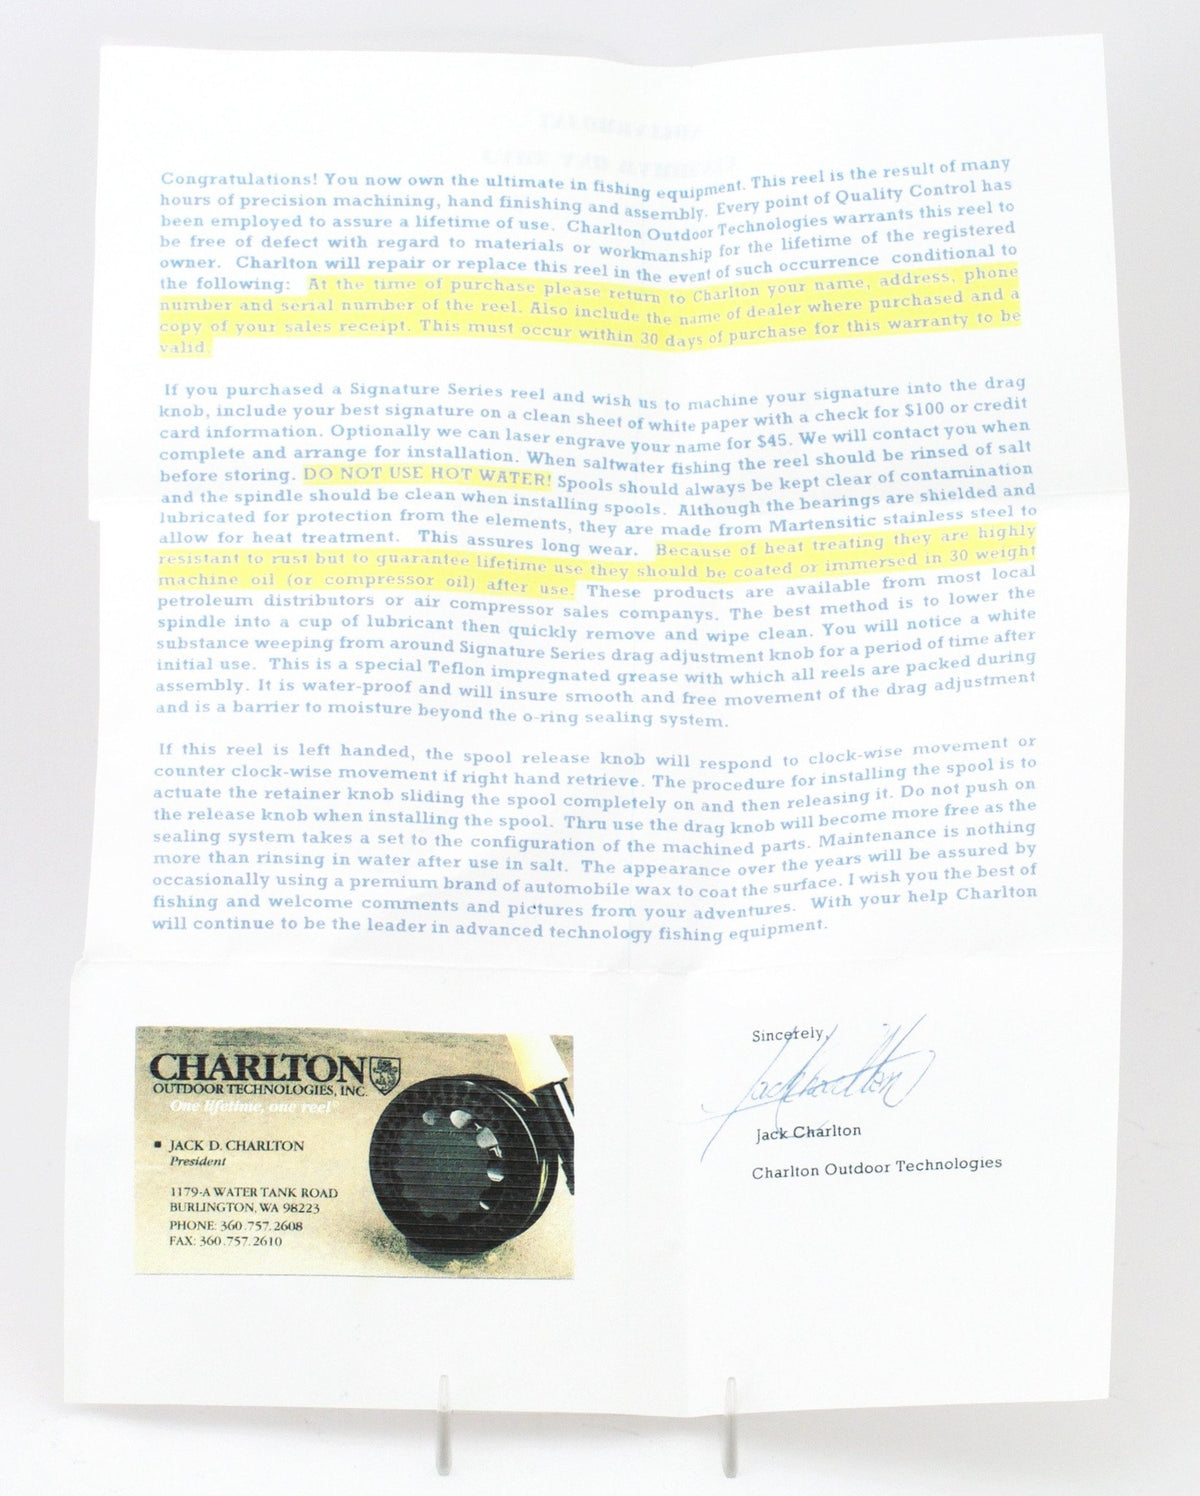 Congratulations! You now own the ultimate in fishing equipment. This reel is the result of many
hours of precision machining, hand finishing and assembly. Every point of Quality Control has
been employed to assure a lifetime of use. Charlton Outdoor Technologies warrants this reel to
be free of defect with regard to materials or workmanship for the lifetime of the registered
owner. Charlton will repair or replace this reel in the event of such occurrence conditional to
the following: At the time of purchase please return to Charlton your name, address, phone
number and serial number of the reel. Also include the name of dealer where purchased and a
copy of your sales receipt. This must occur within 30 days of purchase for this warranty to be
valid.
If you purchased a Signature Series reel and wish us to machine your signature into the drag
knob, include your best signature on a clean sheet of white paper with a check for $100 or credit
card information. Optionally we can laser engrave your name for $45. We will contact you when
complete and arrange for installation. When saltwater fishing the reel should be rinsed of salt
before storing. DO NOT USE HOT WATER! Spools should always be kept clear of contamination
and the spindle should be clean when installing spools. Although the bearings are shielded and
lubricated for protection from the elements, they are made from Martensitic stainless steel to
allow for heat treatment. This assures long wear. Because of heat treating they are highly
resistant to rust but to guarantee lifetime use they should be coated or immersed in 30 weight
machine oil (or compressor oil) after use. These products are available from most local
petroleum distributors or air compressor sales companys. The best method is to lower the
spindle into a cup of lubricant then quickly remove and wipe clean. You will notice a white
substance weeping from around Signature Series drag adjustment knob for a period of time after
initial use. This is a special Teflon impregnated grease with which all reels are packed during
assembly. It is water-proof and will insure smooth and free movement of the drag adjustment
and is a barrier to moisture beyond the o-ring sealing system.
If this reel is left handed, the spool release knob will respond to clock-wise movement or
counter clock-wise movement if right hand retrieve. The procedure for installing the spool is to
actuate the retainer knob sliding the spool completely on and then releasing it. Do not push on
the release knob when installing the spool. Thru use the drag knob will become more free as the
sealing system takes a set to the configuration of the machined parts. Maintenance is nothing
more than rinsing in water after use in salt. The appearance over the years will be assured by
occasionally using a premium brand of automobile wax to coat the surface. I wish you the best of
fishing and welcome comments and pictures from your adventures. With your help Charlton
will continue to be the leader in advanced technology fishing equipment.
Sincerely,
Jack Charlton
Jack Charlton
Charlton Outdoor Technologies
CHARLTON
OUTDOOR TECHNOLOGIES, INC.
One lifetime, one reel®
JACK D. CHARLTON
President
1179-A WATER TANK ROAD
BURLINGTON, WA 98223
PHONE: 360.757.2608
FAX: 360.757.2610